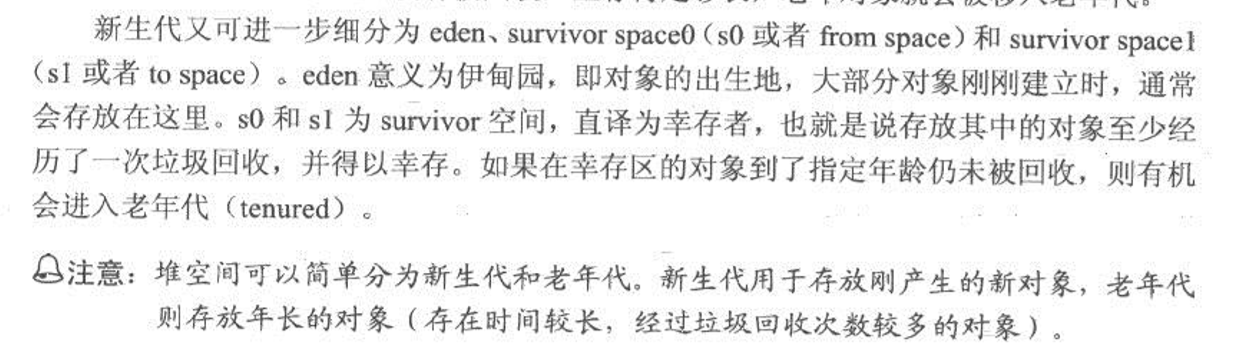 新生代又可进一步细分为 eden、survivor space0（s0 或者 from space）和 survivor space1
（s1 或者 to space）。eden 意义为伊甸园，即对象的出生地，大部分对象刚刚建立时，通常
会存放在这里。s0 和 s1 为 survivor 空间，直译为幸存者，也就是说存放其中的对象至少经
历了一次垃圾回收，并得以幸存。如果在幸存区的对象到了指定年龄仍未被回收，则有机
会进入老年代（tenured）。
注意：堆空间可以简单分为新生代和老年代。新生代用于存放刚产生的新对象，老年代
则存放年长的对象（存在时间较长，经过垃圾回收次数较多的对象）。